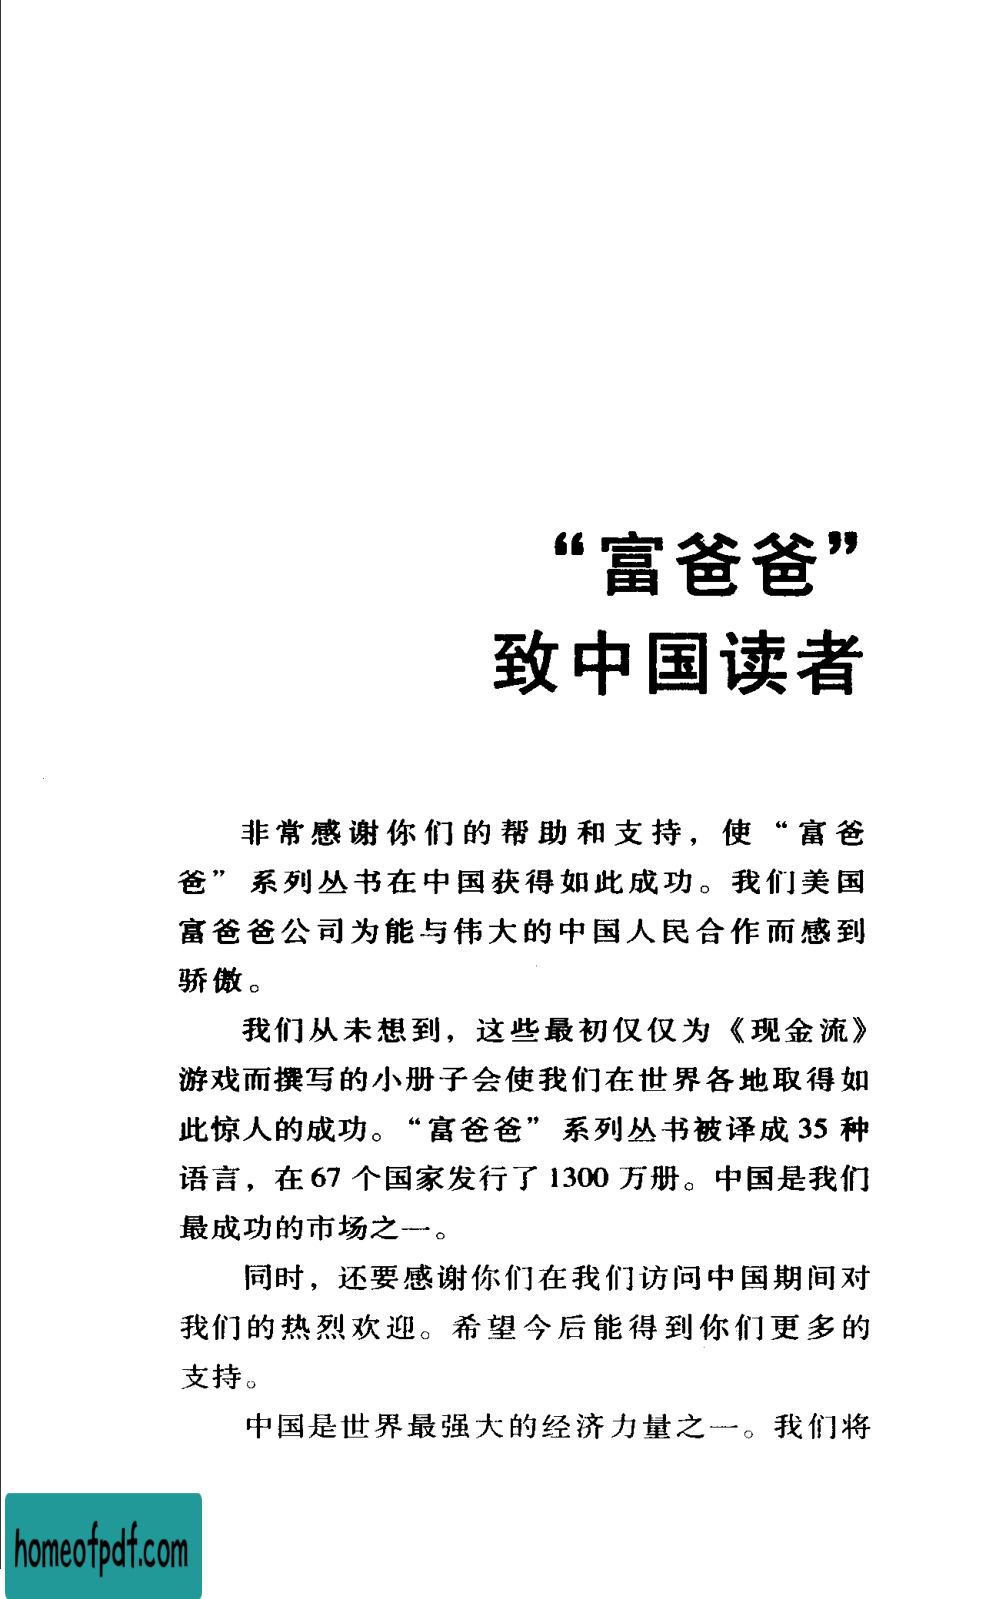 “富爸爸”
致中国读者
非常感谢你们的帮助和支持，使“富爸
爸”系列丛书在中国获得如此成功。我们美国
富爸爸公司为能与伟大的中国人民合作而感到
骄傲。
我们从未想到，这些最初仅仅为《现金流》
游戏而撰写的小册子会使我们在世界各地取得如
此惊人的成功。“富爸爸”系列丛书被译成 35 种
语言，在 67 个国家发行了 1300 万册。中国是我们
最成功的市场之一。
同时，还要感谢你们在我们访问中国期间对
我们的热烈欢迎。希望今后能得到你们更多的
支持。
中国是世界最强大的经济力量之一。我们将
homeofpdf.com